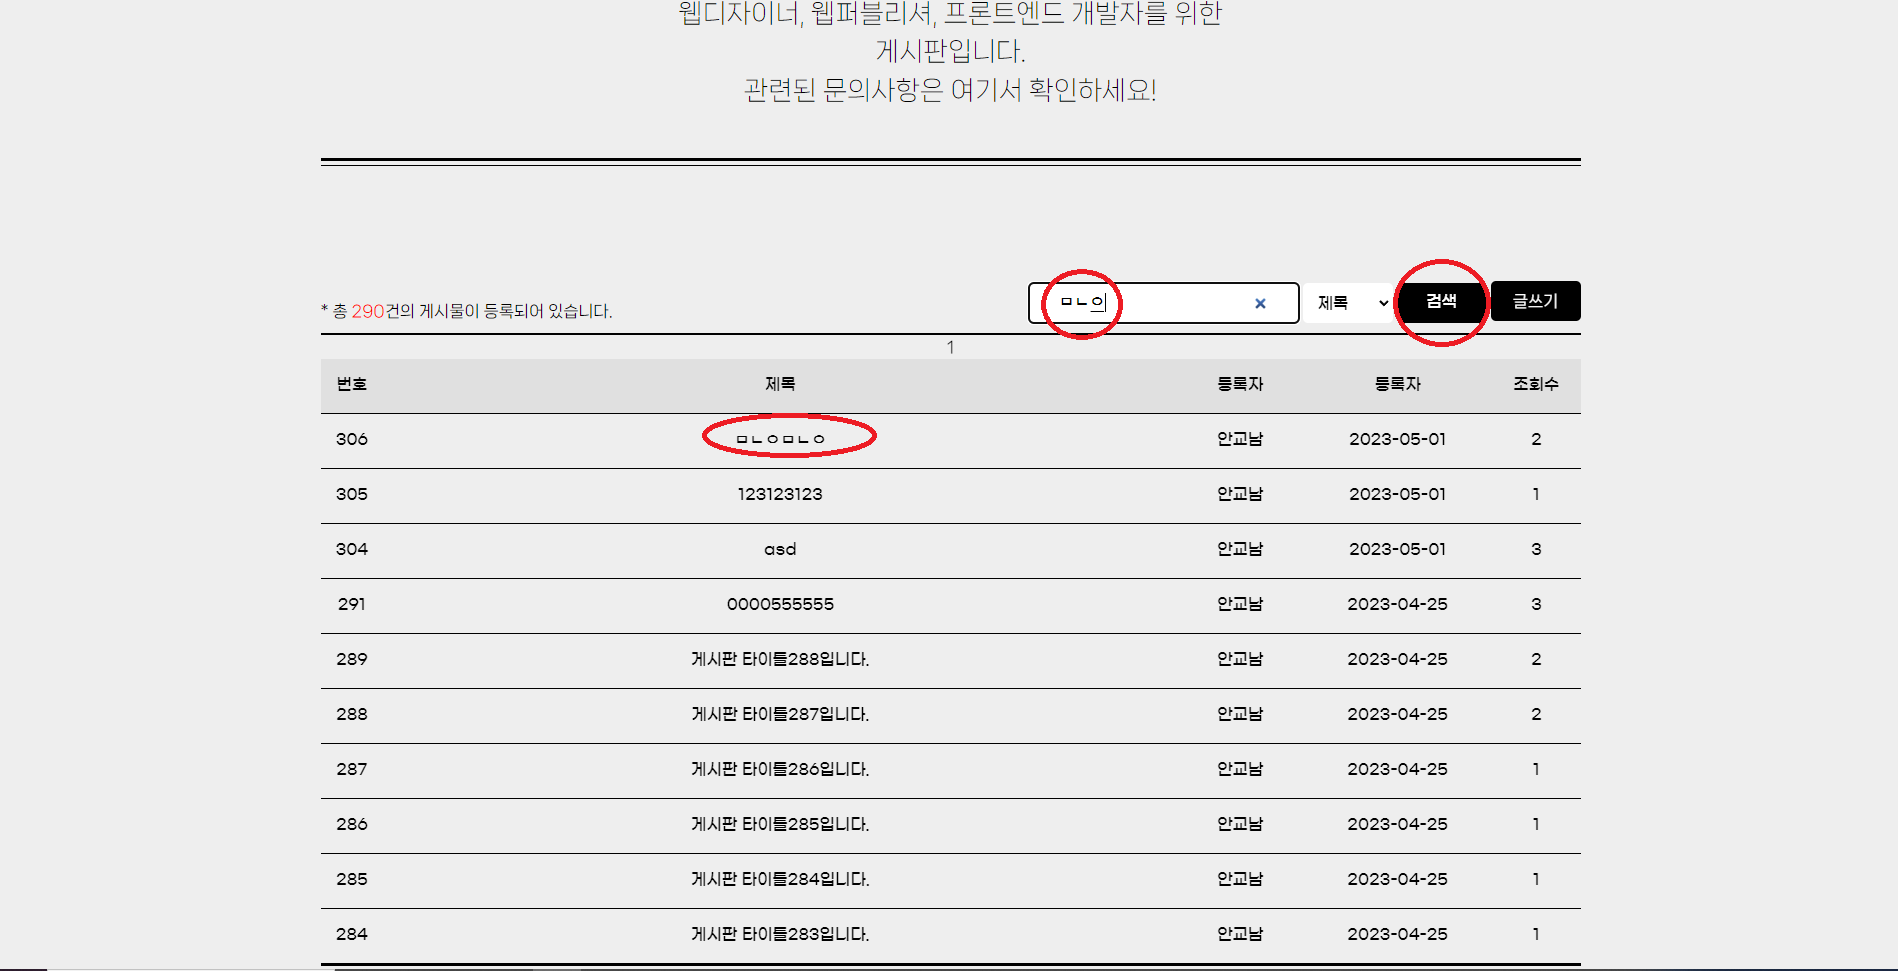 웹디자이너, 웹퍼블리셔, 프론트엔드 개발자를 위한
게시판입니다.
관련된 문의사항은 여기서 확인하세요!
* 총 290건의 게시물이 등록되어 있습니다.
ㅁㄴㅇ × 제목 검색 글쓰기
1
번호 제목 등록자 등록자 조회수
306 ㅁㄴㅇㅁㄴㅇ 안교남 2023-05-01 2
305 123123123 안교남 2023-05-01 1
304 asd 안교남 2023-05-01 3
291 0000555555 안교남 2023-04-25 3
289 게시판 타이틀288입니다. 안교남 2023-04-25 2
288 게시판 타이틀287입니다. 안교남 2023-04-25 2
287 게시판 타이틀286입니다. 안교남 2023-04-25 1
286 게시판 타이틀285입니다. 안교남 2023-04-25 1
285 게시판 타이틀284입니다. 안교남 2023-04-25 1
284 게시판 타이틀283입니다. 안교남 2023-04-25 1